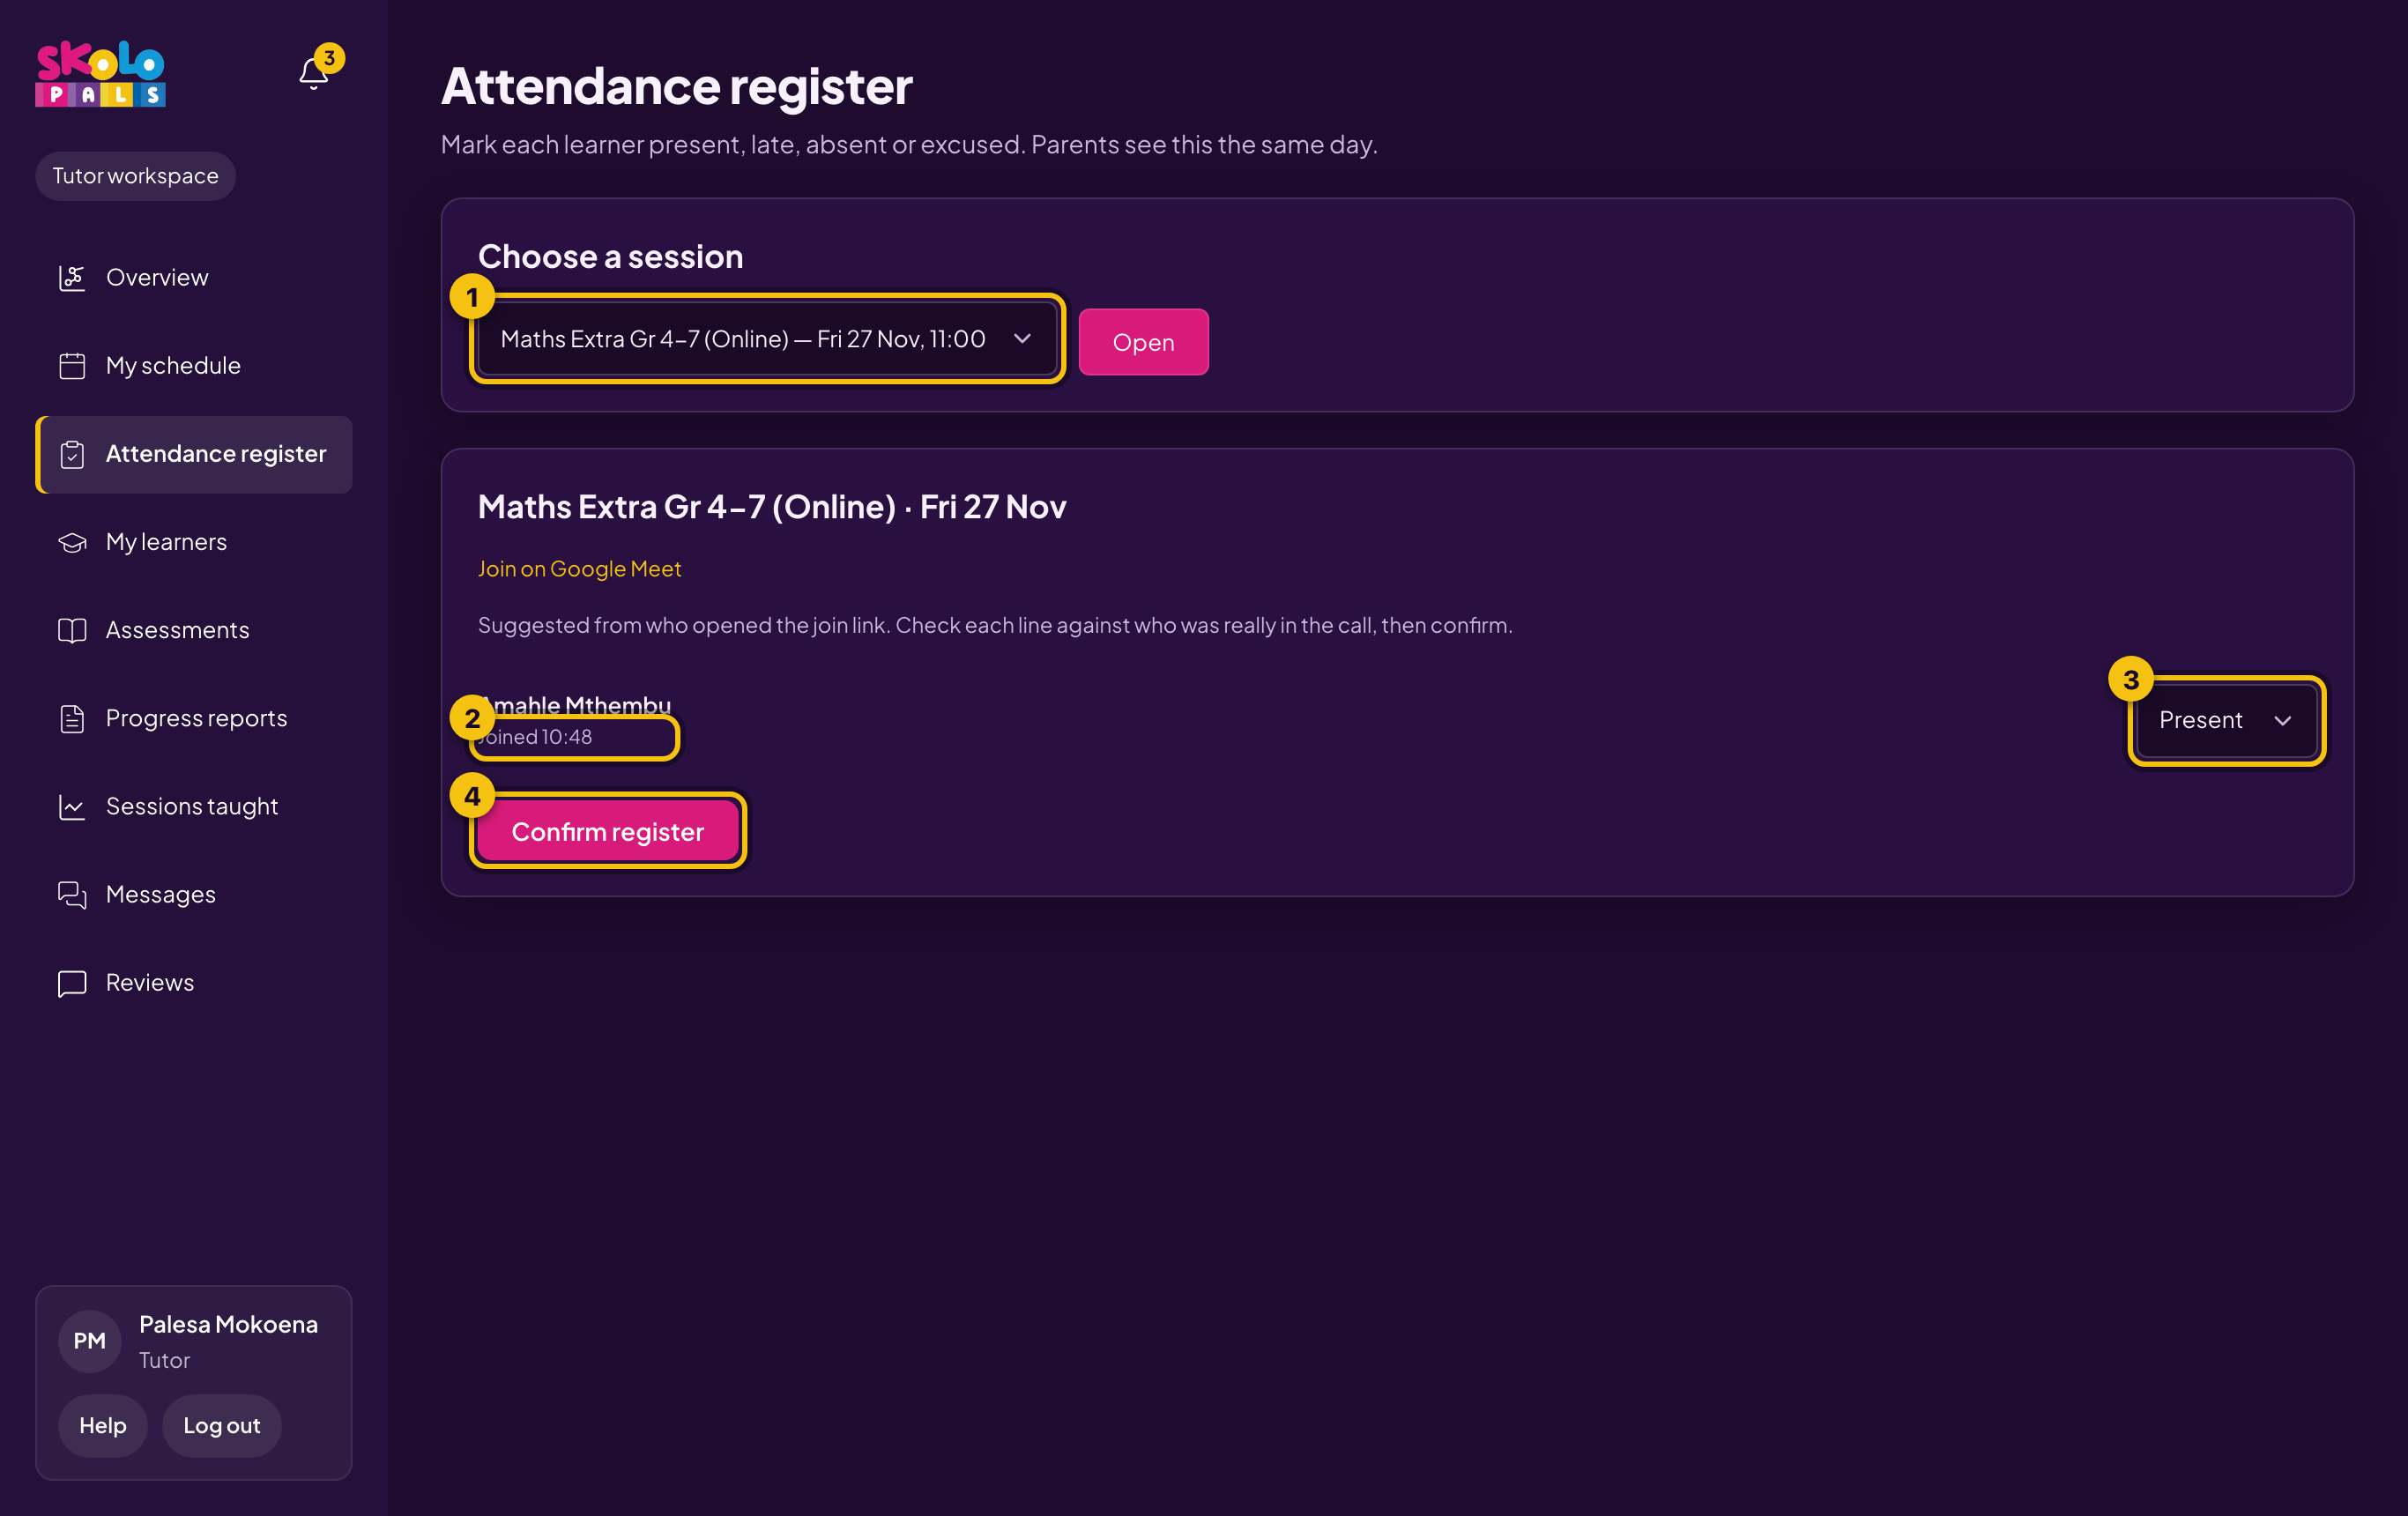 SKOLO
PALS
3
Tutor workspace
Overview
My schedule
Attendance register
My learners
Assessments
Progress reports
Sessions taught
Messages
Reviews
PM
Palesa Mokoena
Tutor
Help
Log out
Attendance register
Mark each learner present, late, absent or excused. Parents see this the same day.
Choose a session
1
Maths Extra Gr 4–7 (Online) — Fri 27 Nov, 11:00
Open
Maths Extra Gr 4–7 (Online) · Fri 27 Nov
Join on Google Meet
Suggested from who opened the join link. Check each line against who was really in the call, then confirm.
Amahle Mthembu
2
Joined 10:48
3
Present
4
Confirm register